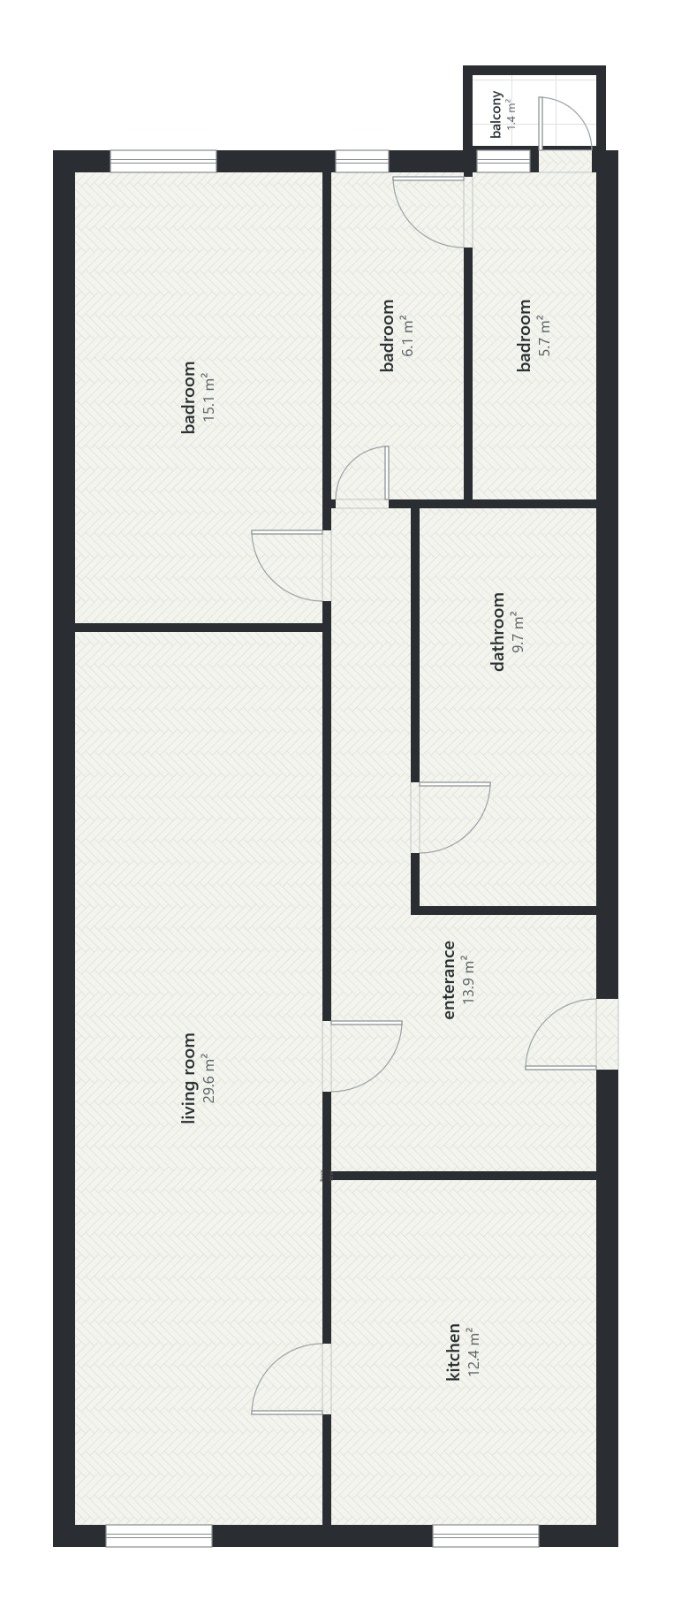 balcony
1.4 m²
badroom
15.1 m²
badroom
6.1 m²
badroom
5.7 m²
dathroom
9.7 m²
enterance
13.9 m²
living room
29.6 m²
kitchen
12.4 m²